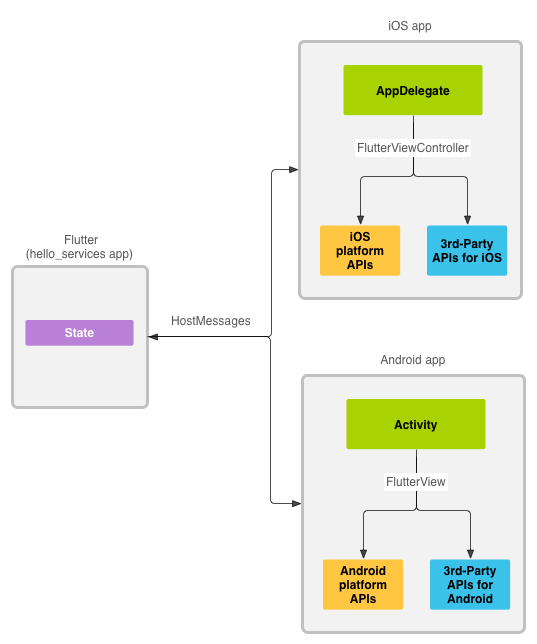 iOS app
AppDelegate
FlutterViewController
iOS
platform
APIs
3rd-Party
APIs for iOS
Flutter
(hello_services app)
State
HostMessages
Android app
Activity
FlutterView
Android
platform
APIs
3rd-Party
APIs for
Android